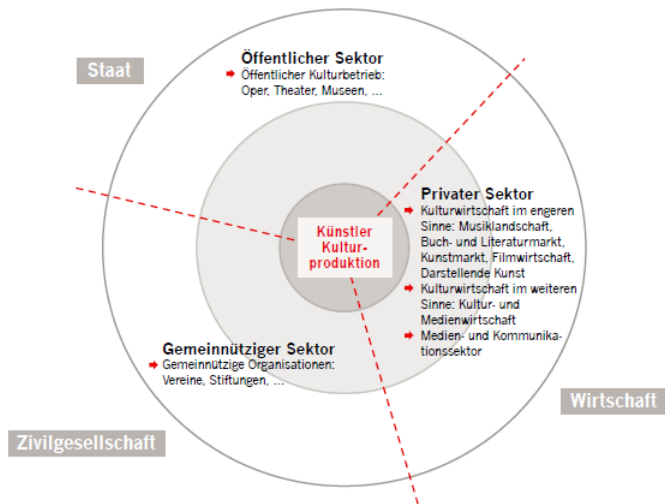 Staat
Öffentlicher Sektor
Öffentlicher Kulturbetrieb:
Oper, Theater, Museen, ...
Privater Sektor
Kulturwirtschaft im engeren
Sinne: Musiklandschaft,
Buch- und Literaturmarkt,
Kunstmarkt, Filmwirtschaft,
Darstellende Kunst
Kulturwirtschaft im weiteren
Sinne: Kultur- und
Medienwirtschaft
Medien- und Kommunika-
tionssektor
Künstler
Kultur-
produktion
Gemeinnütziger Sektor
Gemeinnützige Organisationen:
Vereine, Stiftungen, ...
Wirtschaft
Zivilgesellschaft